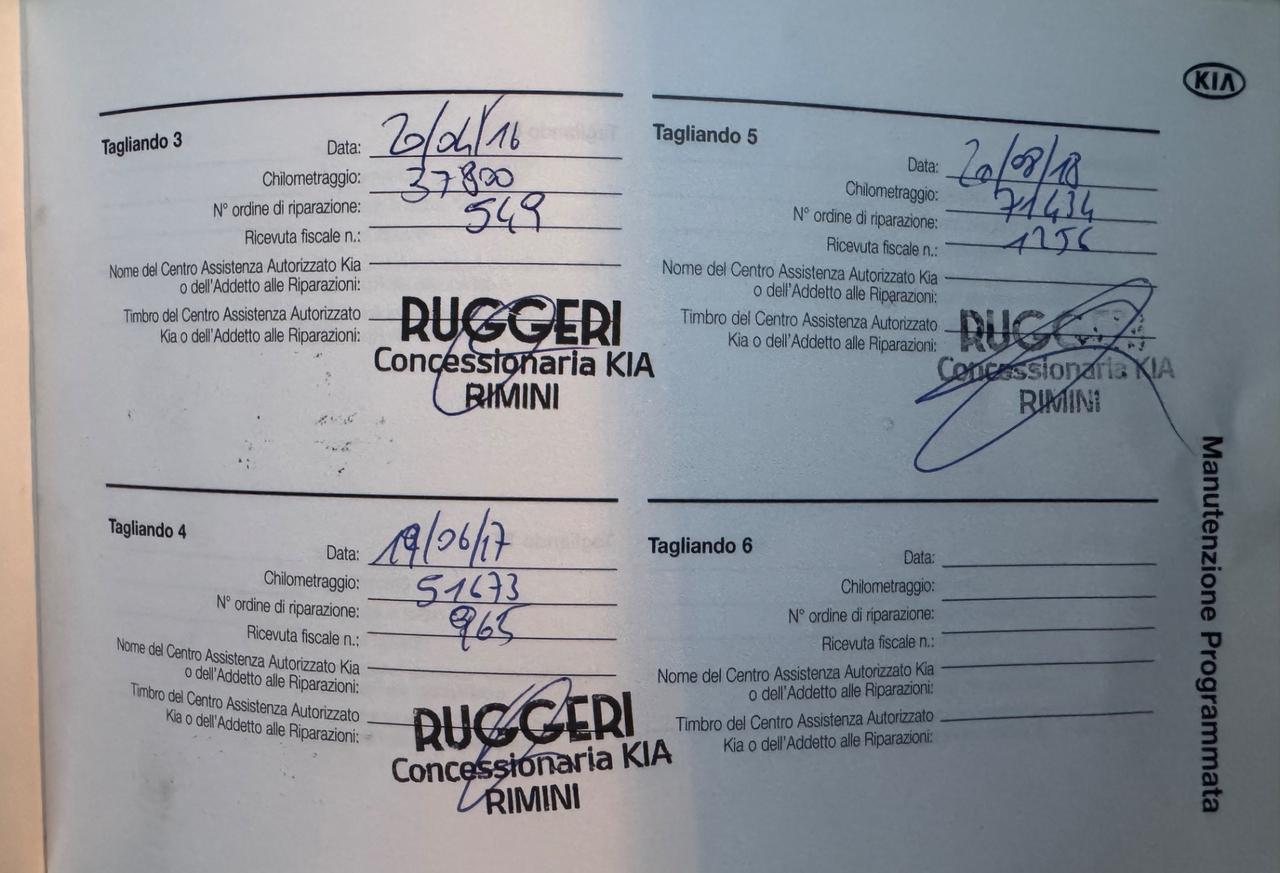 KIA
Tagliando 3
Data: 20/04/16
Chilometraggio: 37800
N° ordine di riparazione: 549
Ricevuta fiscale n.:
Nome del Centro Assistenza Autorizzato Kia
o dell'Addetto alle Riparazioni:
Timbro del Centro Assistenza Autorizzato
Kia o dell'Addetto alle Riparazioni:
RUGGERI
Concessionaria KIA
RIMINI
Tagliando 4
Data: 19/06/17
Chilometraggio: 51673
N° ordine di riparazione: 965
Ricevuta fiscale n.:
Nome del Centro Assistenza Autorizzato Kia
o dell'Addetto alle Riparazioni:
Timbro del Centro Assistenza Autorizzato
Kia o dell'Addetto alle Riparazioni:
RUGGERI
Concessionaria KIA
RIMINI
Tagliando 5
Data: 20/08/18
Chilometraggio: 71434
N° ordine di riparazione: 1256
Ricevuta fiscale n.:
Nome del Centro Assistenza Autorizzato Kia
o dell'Addetto alle Riparazioni:
Timbro del Centro Assistenza Autorizzato
Kia o dell'Addetto alle Riparazioni:
RUGGERI
Concessionaria KIA
RIMINI
Tagliando 6
Data:
Chilometraggio:
N° ordine di riparazione:
Ricevuta fiscale n.:
Nome del Centro Assistenza Autorizzato Kia
o dell'Addetto alle Riparazioni:
Timbro del Centro Assistenza Autorizzato
Kia o dell'Addetto alle Riparazioni:
Manutenzione Programmata